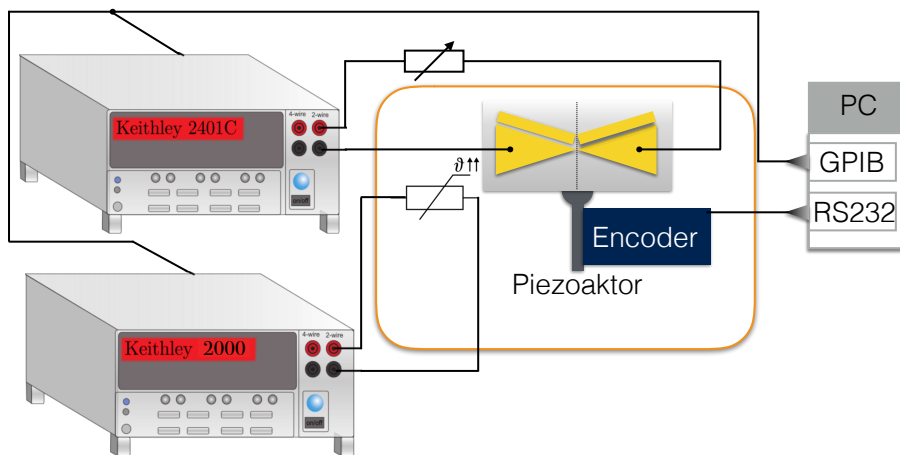 4-wire 2-wire
Keithley 2401C
on/off
ϑ↑↑
PC
GPIB
RS232
Encoder
Piezoaktor
4-wire 2-wire
Keithley 2000
on/off